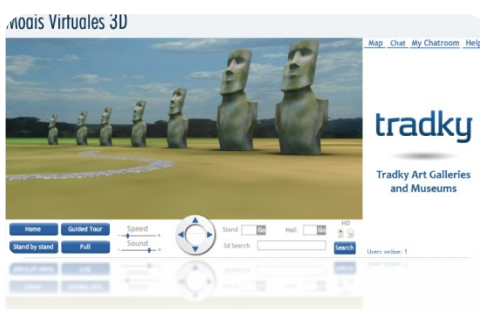 Moais Virtuales 3D
Map Chat My Chatroom Help
tradky
Tradky Art Galleries
and Museums
Home Guided Tour Speed Stand Go Hall Go HD
Stand by stand Full Sound 3d Search Search
Users online: 1